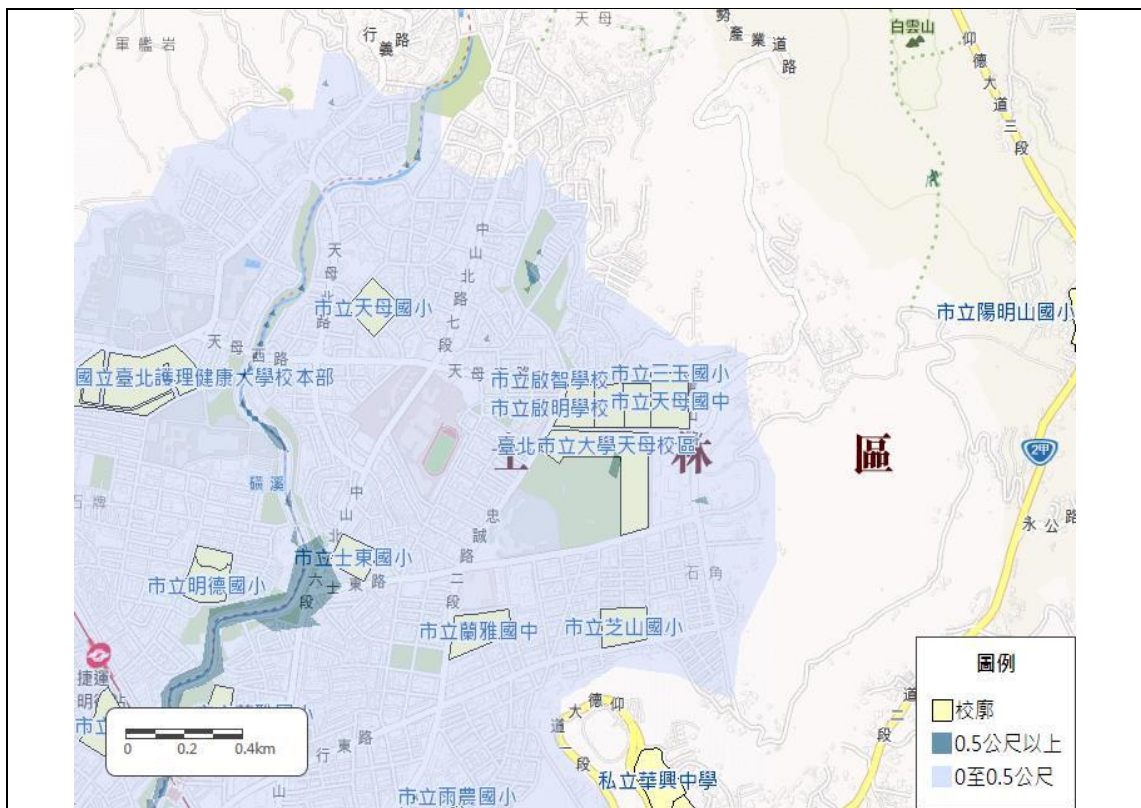 天母
勢產業道路
白雲山
仰德大道三段
軍艦岩
行義路
中山北路七段
天母北路
市立天母國小
市立陽明山國小
天母西路
國立臺北護理健康大學校本部
天母
路
市立啟智學校
市立三玉國小
市立啟明學校
市立天母國中
臺北市立大學天母校區
士
林
區
2甲
磺溪
石牌
忠誠路二段
中山北
六段
永公路
市立士東國小
士東路
市立明德國小
石角
市立蘭雅國中
市立芝山國小
捷運
圖例
校廓
0.5公尺以上
0至0.5公尺
0
0.2
0.4km
行
東路
山
仰德大道一段
道二段
私立華興中學
市立雨農國小